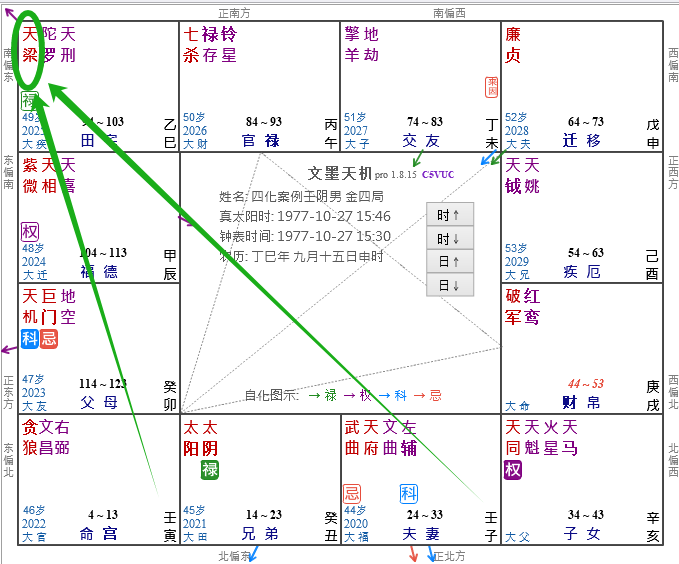 正南方
南偏西
天陀天
梁罗刑
禄
49岁
2025
大疾
94~103
田宅
乙
巳
七禄铃
杀存星
50岁
2026
大财
84~93
官禄
丙
午
擎地
羊劫
来因
51岁
2027
大子
74~83
交友
丁
未
廉
贞
52岁
2028
大夫
64~73
迁移
戊
申
南偏东
西偏南
紫天天
微相喜
权
48岁
2024
大迁
104~113
福德
甲
辰
文墨天机 pro 1.8.15 C5VUC
姓名: 四化案例壬阴男 金四局
真太阳时: 1977-10-27 15:46
钟表时间: 1977-10-27 15:30
农历: 丁巳年 九月十五日申时
时↑
时↓
日↑
日↓
天天
钺姚
53岁
2029
大兄
54~63
疾厄
己
酉
东偏南
正西方
天巨地
机门空
科忌
47岁
2023
大友
114~123
父母
癸
卯
自化图示: →禄 →权 →科 →忌
破红
军鸾
大命
44~53
财帛
庚
戌
正东方
西偏北
贪文右
狼昌弼
46岁
2022
大官
4~13
命宫
壬
寅
太太
阳阴
禄
45岁
2021
大田
14~23
兄弟
癸
丑
武天文左
曲府曲辅
忌
科
44岁
2020
大福
24~33
夫妻
壬
子
天天火天
同魁星马
权
大父
34~43
子女
辛
亥
东偏北
北偏西
北偏东
正北方